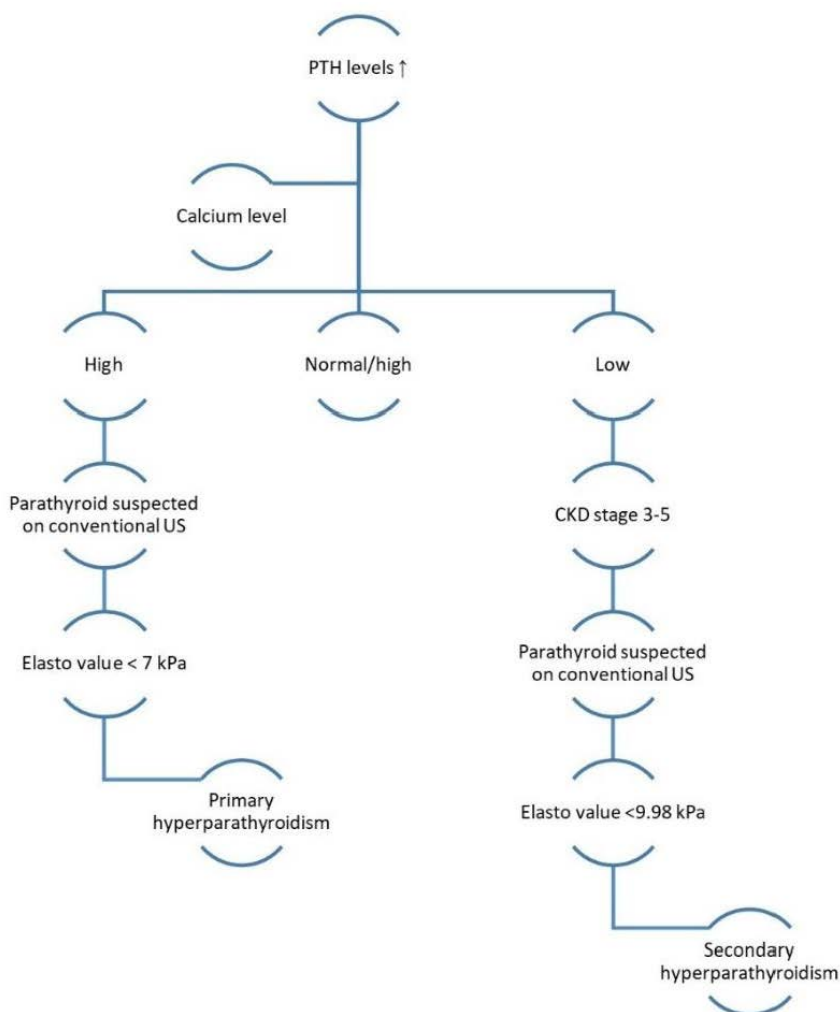 PTH levels ↑
Calcium level
High
Normal/high
Low
Parathyroid suspected
on conventional US
CKD stage 3-5
Elasto value < 7 kPa
Parathyroid suspected
on conventional US
Primary
hyperparathyroidism
Elasto value <9.98 kPa
Secondary
hyperparathyroidism